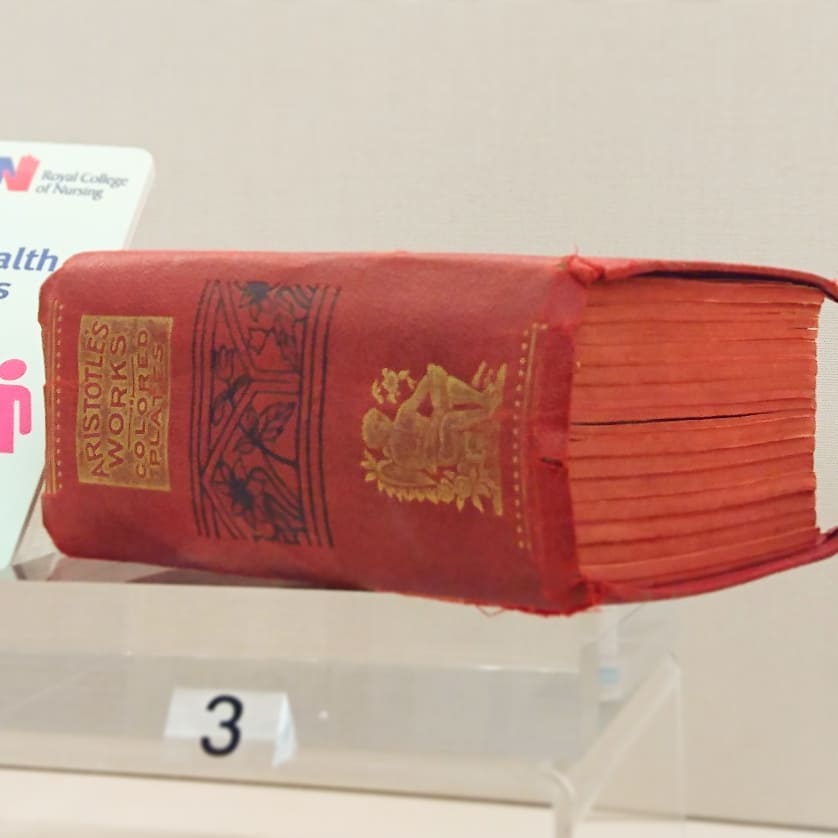 Royal College
of Nursing
alth
s
ARISTOTLE'S
WORKS
COLORED
PLATES
3